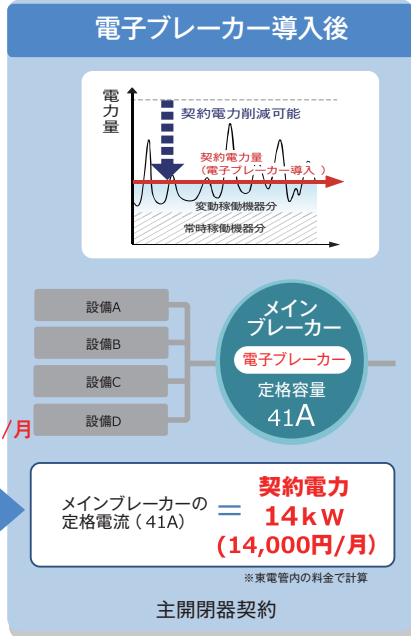 電子ブレーカー導入後
電力量
契約電力削減可能
契約電力量
(電子ブレーカー導入 )
変動稼働機器分
常時稼働機器分
設備A
設備B
設備C
設備D
メイン
ブレーカー
電子ブレーカー
定格容量
41A
/月
メインブレーカーの
定格電流 ( 41A)
=
契約電力
14kw
(14,000円/月)
※東電管内の料金で計算
主開閉器契約